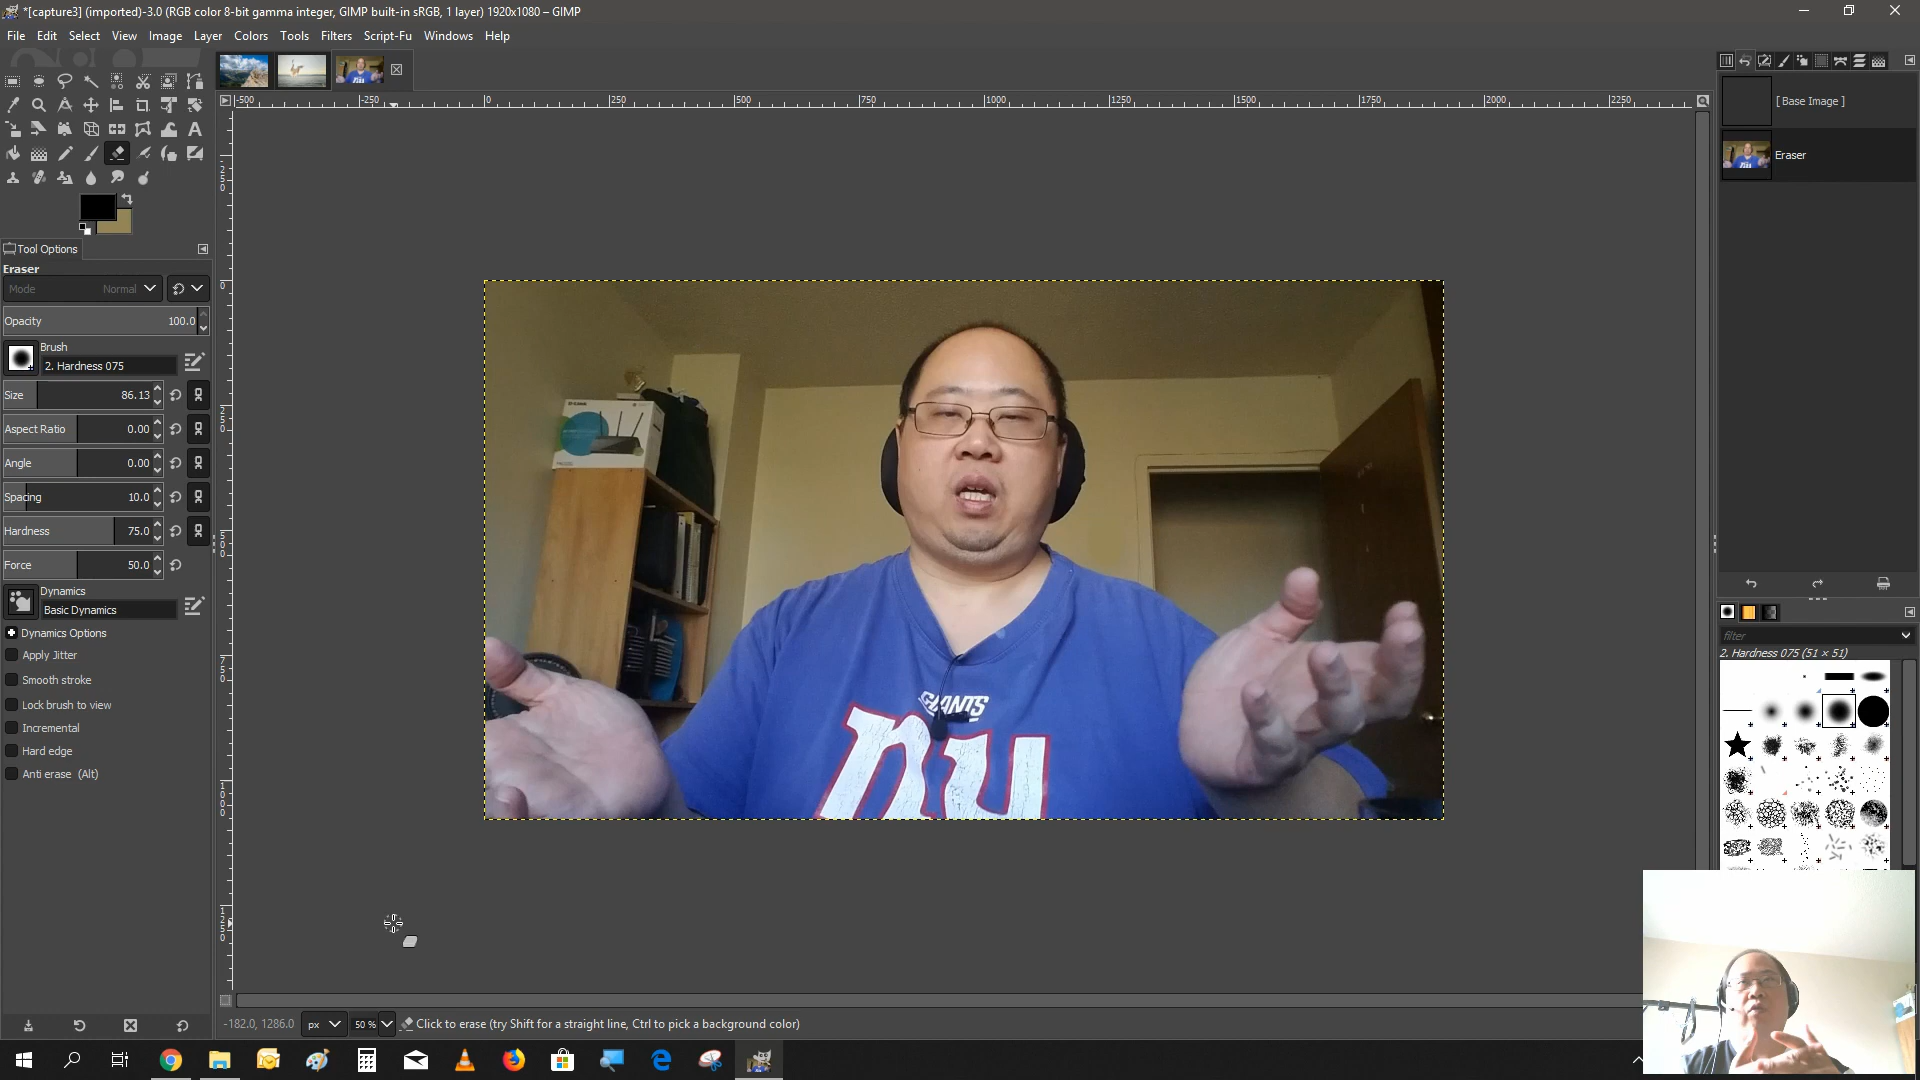 *[capture3] (imported)-3.0 (RGB color 8-bit gamma integer, GIMP built-in sRGB, 1 layer) 1920x1080 – GIMP
File Edit Select View Image Layer Colors Tools Filters Script-Fu Windows Help
-500 -250 0 250 500 750 1000 1250 1500 1750 2000 2250
[ Base Image ]
Eraser
Tool Options
Eraser
Mode Normal
Opacity 100.0
Brush
2. Hardness 075
Size 86.13
Aspect Ratio 0.00
Angle 0.00
Spacing 10.0
Hardness 75.0
Force 50.0
Dynamics
Basic Dynamics
Dynamics Options
Apply Jitter
Smooth stroke
Lock brush to view
Incremental
Hard edge
Anti erase (Alt)
0
250
500
750
1000
1250
GIANTS
ny
filter
2. Hardness 075 (51 × 51)
-182.0, 1286.0 px 50 % Click to erase (try Shift for a straight line, Ctrl to pick a background color)